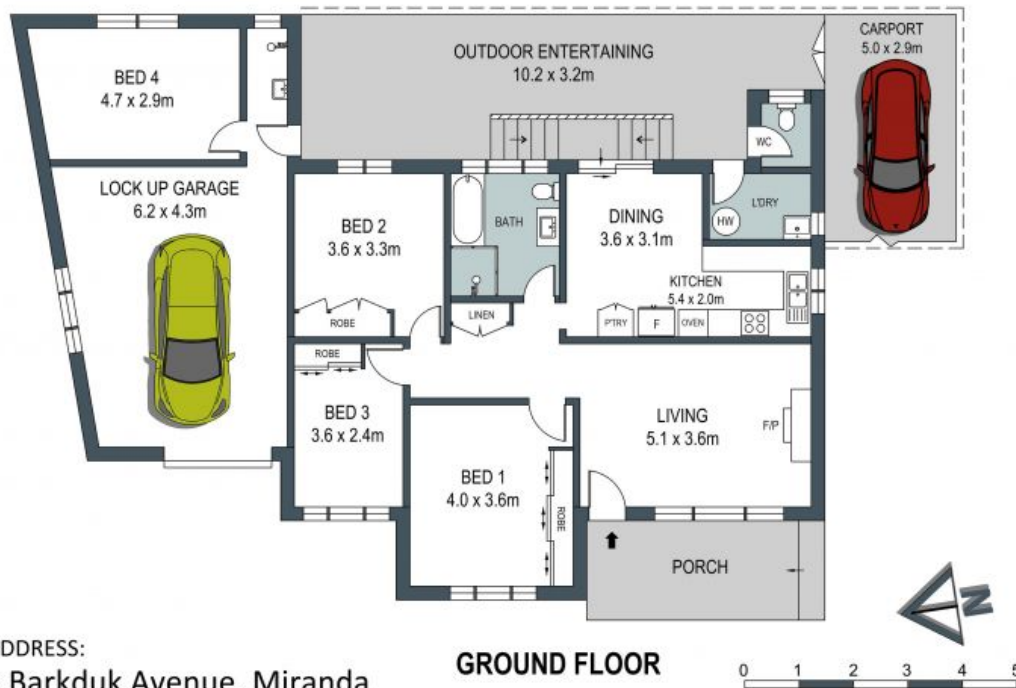 OUTDOOR ENTERTAINING
10.2 x 3.2m
CARPORT
5.0 x 2.9m
BED 4
4.7 x 2.9m
WC
LOCK UP GARAGE
6.2 x 4.3m
BED 2
3.6 x 3.3m
BATH
DINING
3.6 x 3.1m
HW
L'DRY
KITCHEN
5.4 x 2.0m
ROBE
LINEN
P'TRY
F
OVEN
ROBE
BED 3
3.6 x 2.4m
LIVING
5.1 x 3.6m
F/P
BED 1
4.0 x 3.6m
ROBE
PORCH
N
DDRESS:
Barkduk Avenue, Miranda
GROUND FLOOR
0 1 2 3 4 5